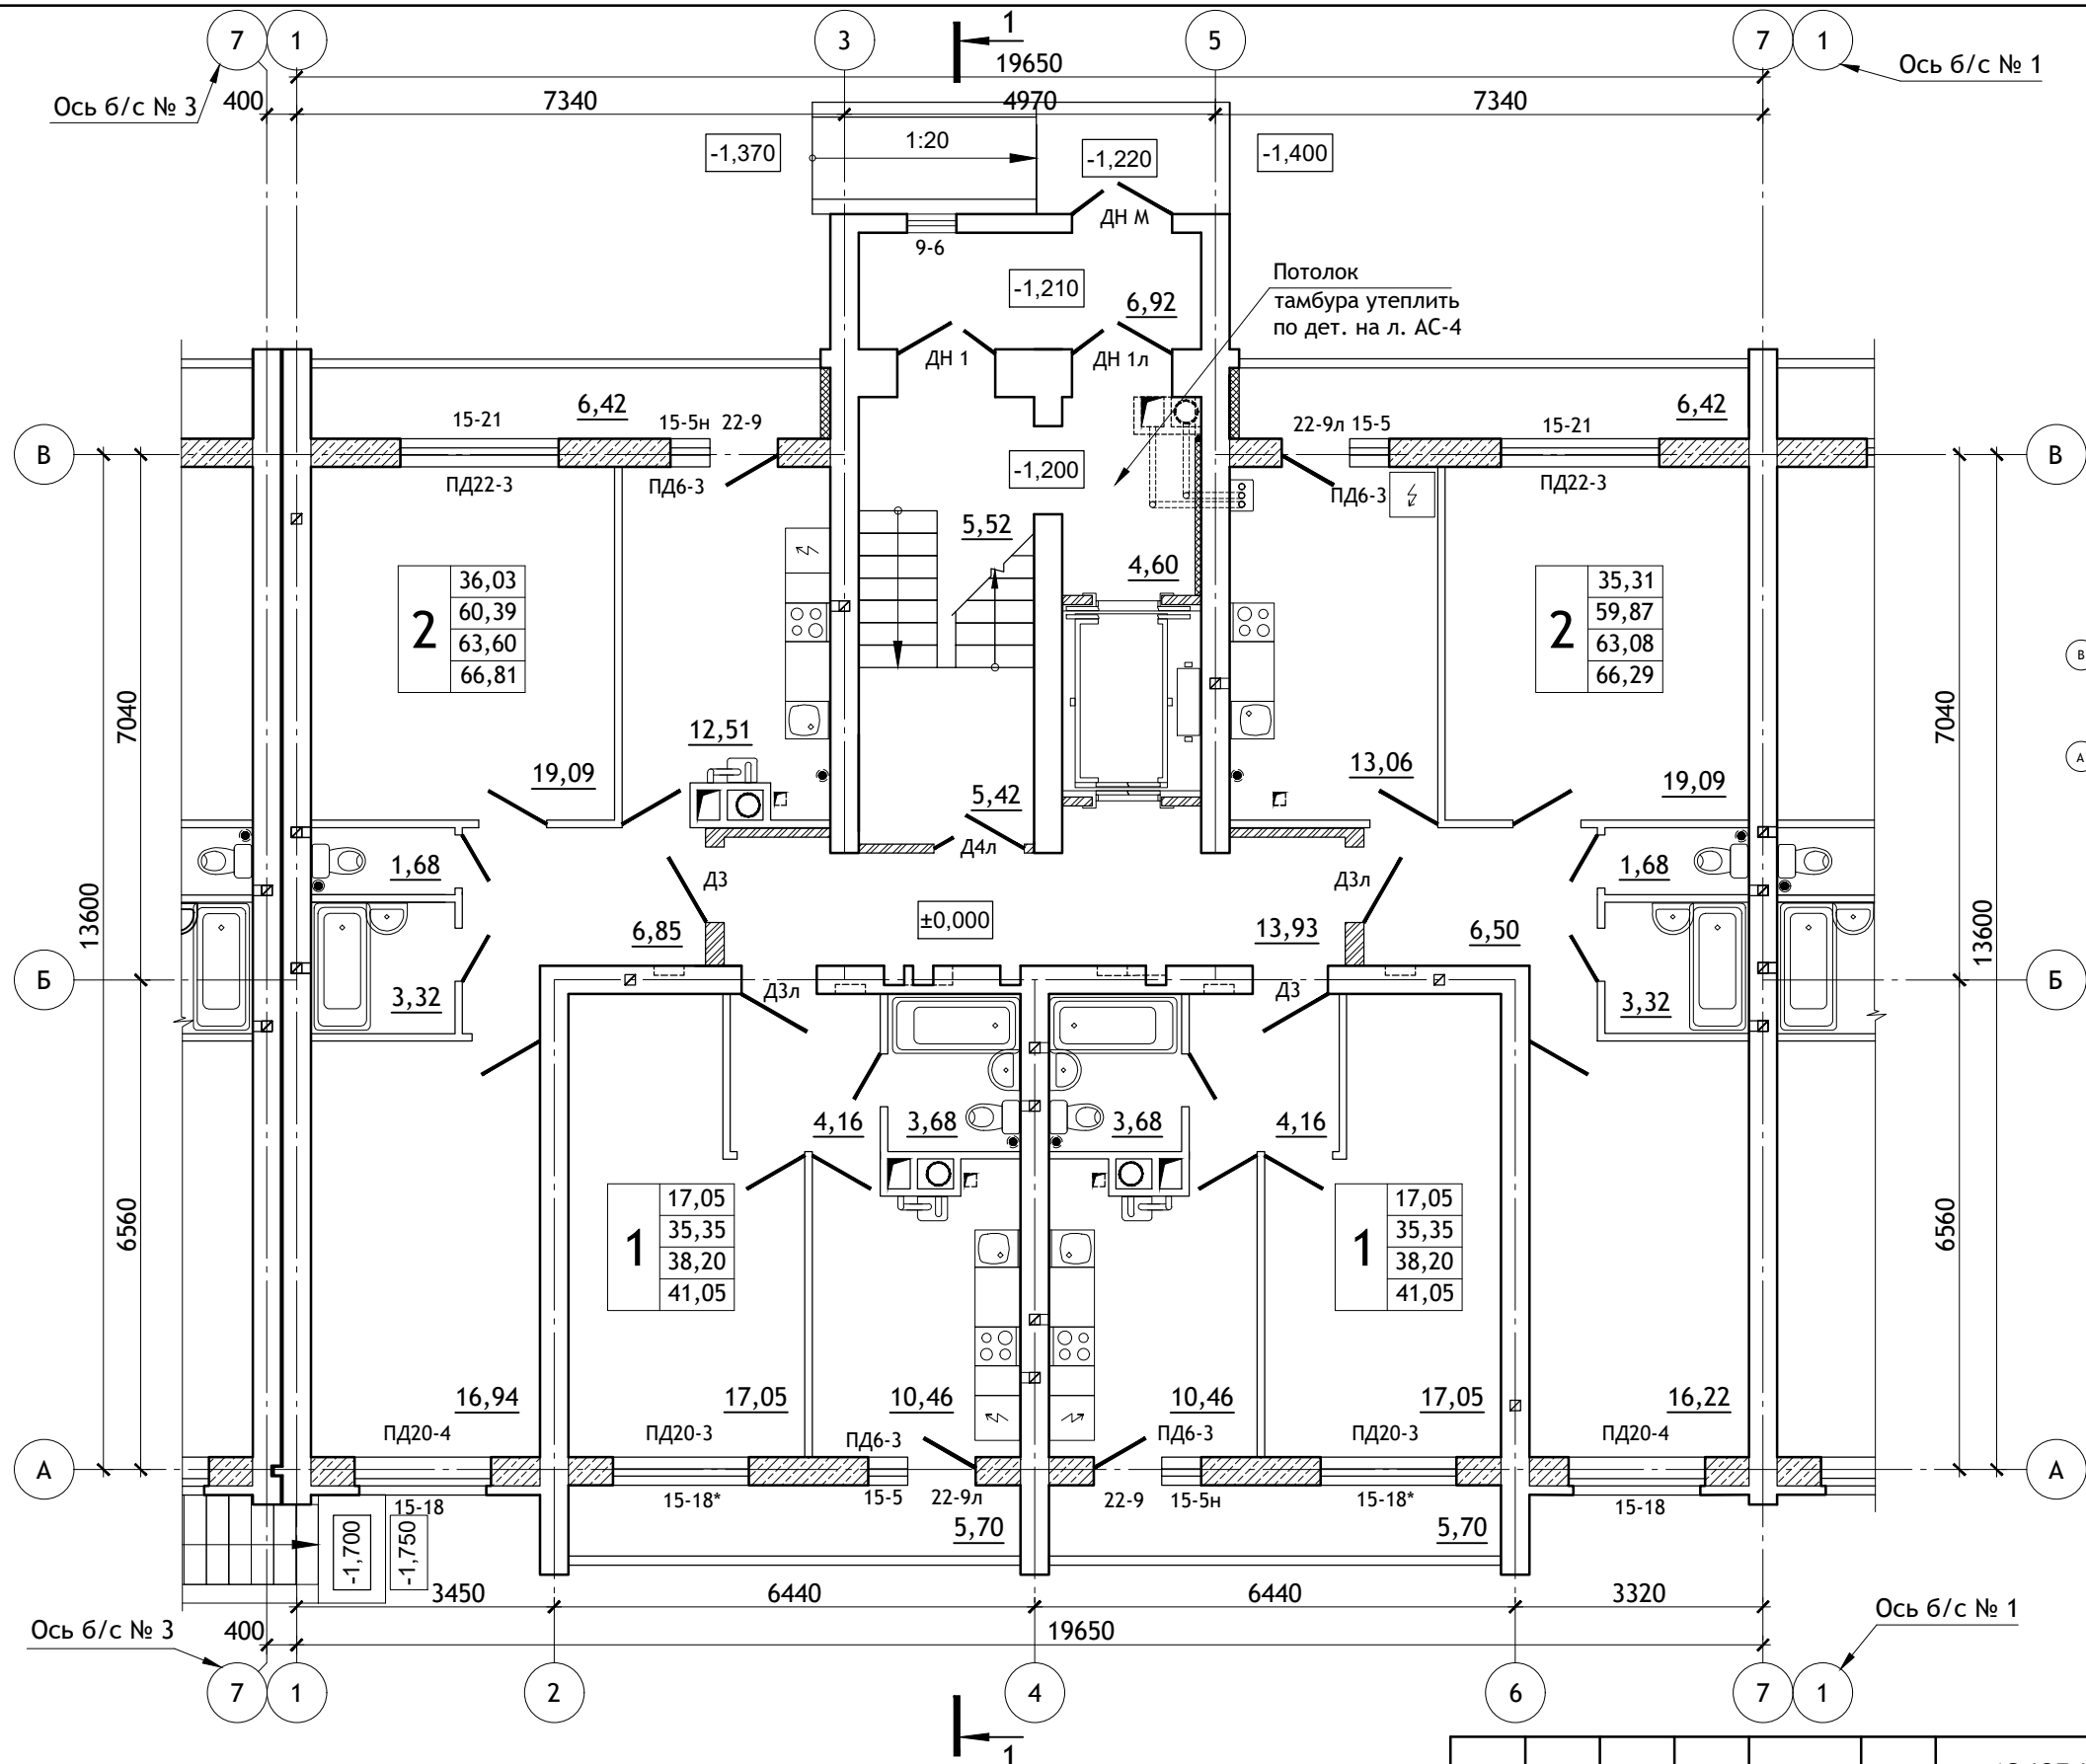 7
1
3
1
5
7
1
19650
Ось б/с № 1
Ось б/с № 3
400
7340
4970
7340
-1,370
1:20
-1,220
-1,400
ДН М
9-6
Потолок
тамбура утеплить
по дет. на л. АС-4
-1,210
6,92
ДН 1
ДН 1л
6,42
6,42
15-21
15-5н
22-9
22-9л
15-5
15-21
В
В
-1,200
ПД22-3
ПД6-3
ПД6-3
ПД22-3
5,52
4,60
2
36,03
60,39
63,60
66,81
2
35,31
59,87
63,08
66,29
В
А
7040
7040
12,51
19,09
5,42
13,06
19,09
Д4л
1,68
Д3
Д3л
1,68
13600
13600
6,85
±0,000
13,93
6,50
Б
Б
3,32
Д3л
Д3
3,32
4,16
3,68
3,68
4,16
6560
6560
1
17,05
35,35
38,20
41,05
1
17,05
35,35
38,20
41,05
16,94
17,05
10,46
10,46
17,05
16,22
ПД20-4
ПД20-3
ПД6-3
ПД6-3
ПД20-3
ПД20-4
А
А
15-18
15-18*
15-5
22-9л
22-9
15-5н
15-18*
15-18
-1,700
-1,750
5,70
5,70
3450
6440
6440
3320
Ось б/с № 3
400
19650
Ось б/с № 1
7
1
2
4
6
7
1
1